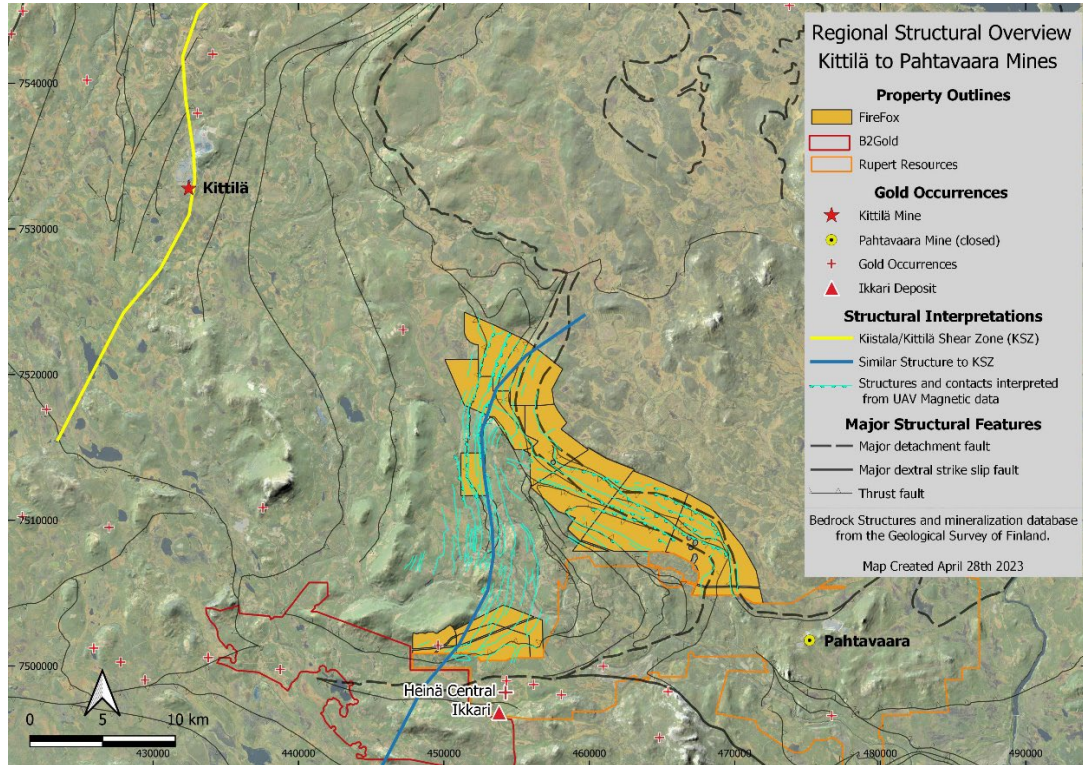 Regional Structural Overview
Kittilä to Pahtavaara Mines
Property Outlines
FireFox
B2Gold
Rupert Resources
Gold Occurrences
Kittilä Mine
Pahtavaara Mine (closed)
Gold Occurrences
Ikkari Deposit
Structural Interpretations
Kiistala/Kittilä Shear Zone (KSZ)
Similar Structure to KSZ
Structures and contacts interpreted
from UAV Magnetic data
Major Structural Features
Major detachment fault
Major dextral strike slip fault
Thrust fault
Bedrock Structures and mineralization database
from the Geological Survey of Finland.
Map Created April 28th 2023
7540000
Kittilä
7530000
7520000
7510000
Pahtavaara
7500000
Heinä Central
Ikkari
0 5 10 km
430000 440000 450000 460000 470000 480000 490000